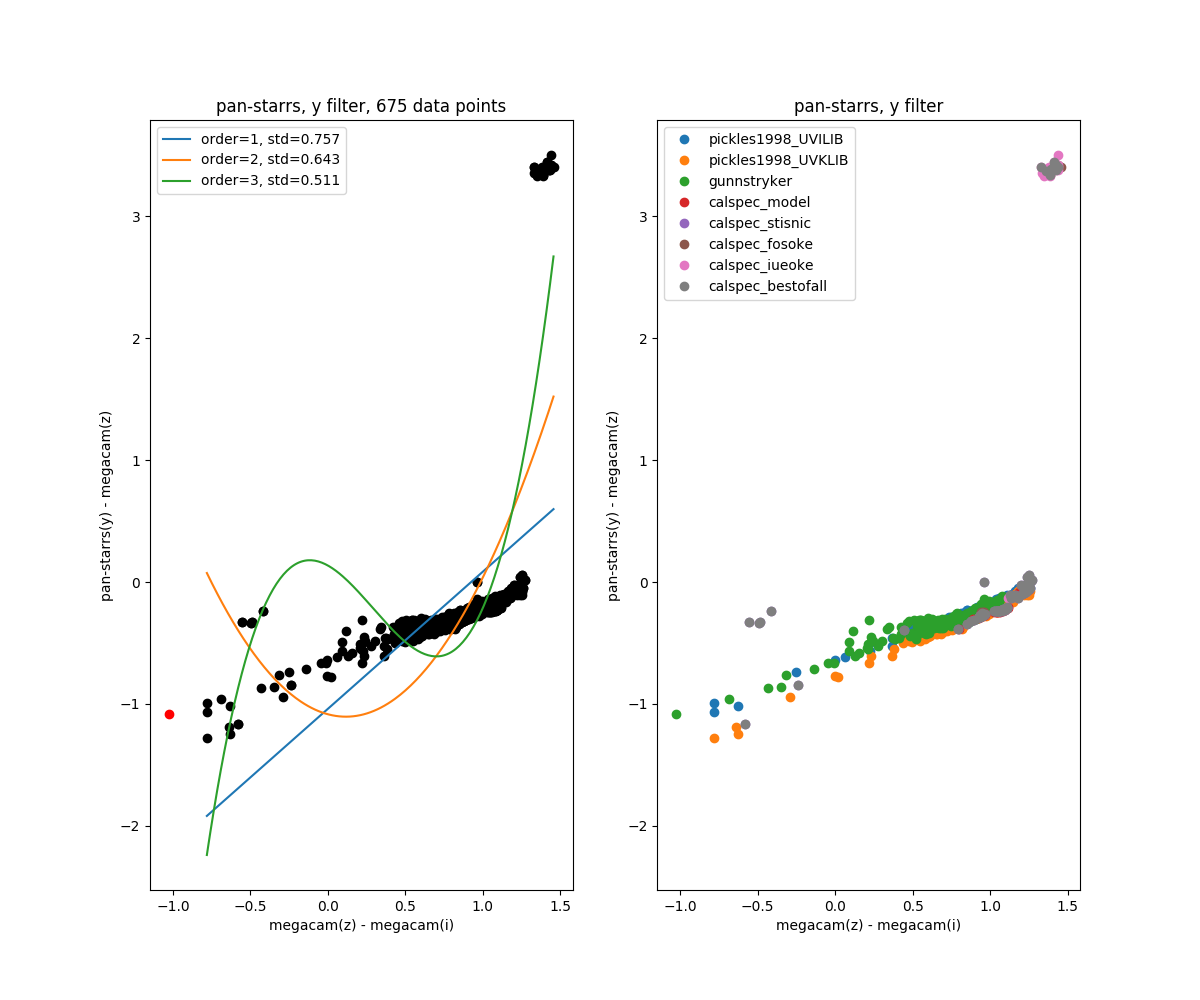 pan-starrs, y filter, 675 data points
order=1, std=0.757
order=2, std=0.643
order=3, std=0.511
3
2
1
0
−1
−2
pan-starrs(y) - megacam(z)
−1.0 −0.5 0.0 0.5 1.0 1.5
megacam(z) - megacam(i)
pan-starrs, y filter
pickles1998_UVILIB
pickles1998_UVKLIB
gunnstryker
calspec_model
calspec_stisnic
calspec_fosoke
calspec_iueoke
calspec_bestofall
3
2
1
0
−1
−2
pan-starrs(y) - megacam(z)
−1.0 −0.5 0.0 0.5 1.0 1.5
megacam(z) - megacam(i)